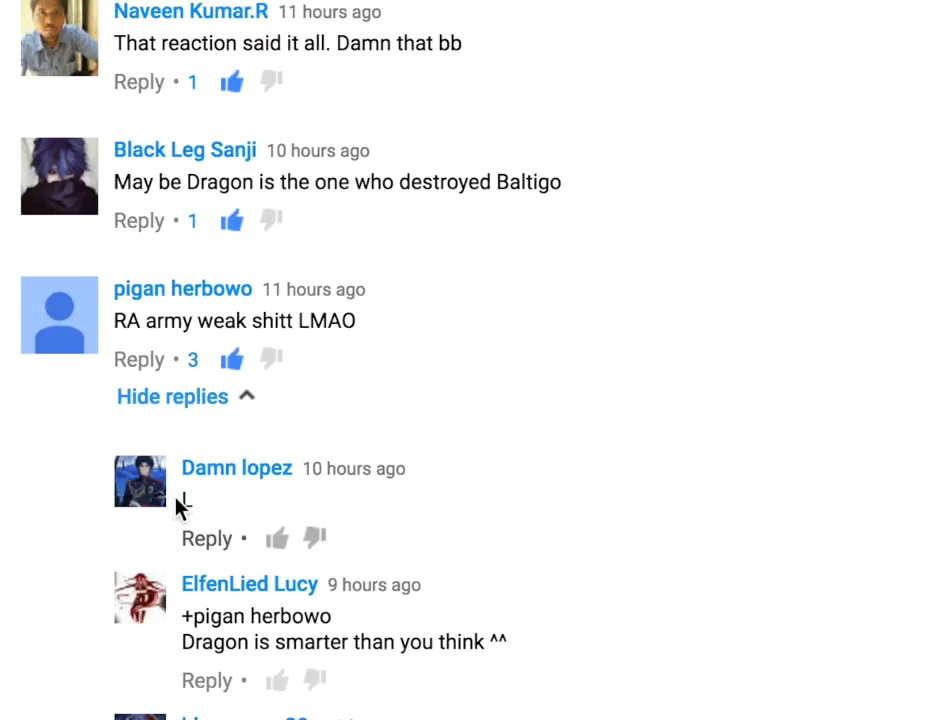 Naveen Kumar.R 11 hours ago
That reaction said it all. Damn that bb
Reply • 1
Black Leg Sanji 10 hours ago
May be Dragon is the one who destroyed Baltigo
Reply • 1
pigan herbowo 11 hours ago
RA army weak shitt LMAO
Reply • 3
Hide replies
Damn lopez 10 hours ago
L
Reply •
ElfenLied Lucy 9 hours ago
+pigan herbowo
Dragon is smarter than you think ^^
Reply •